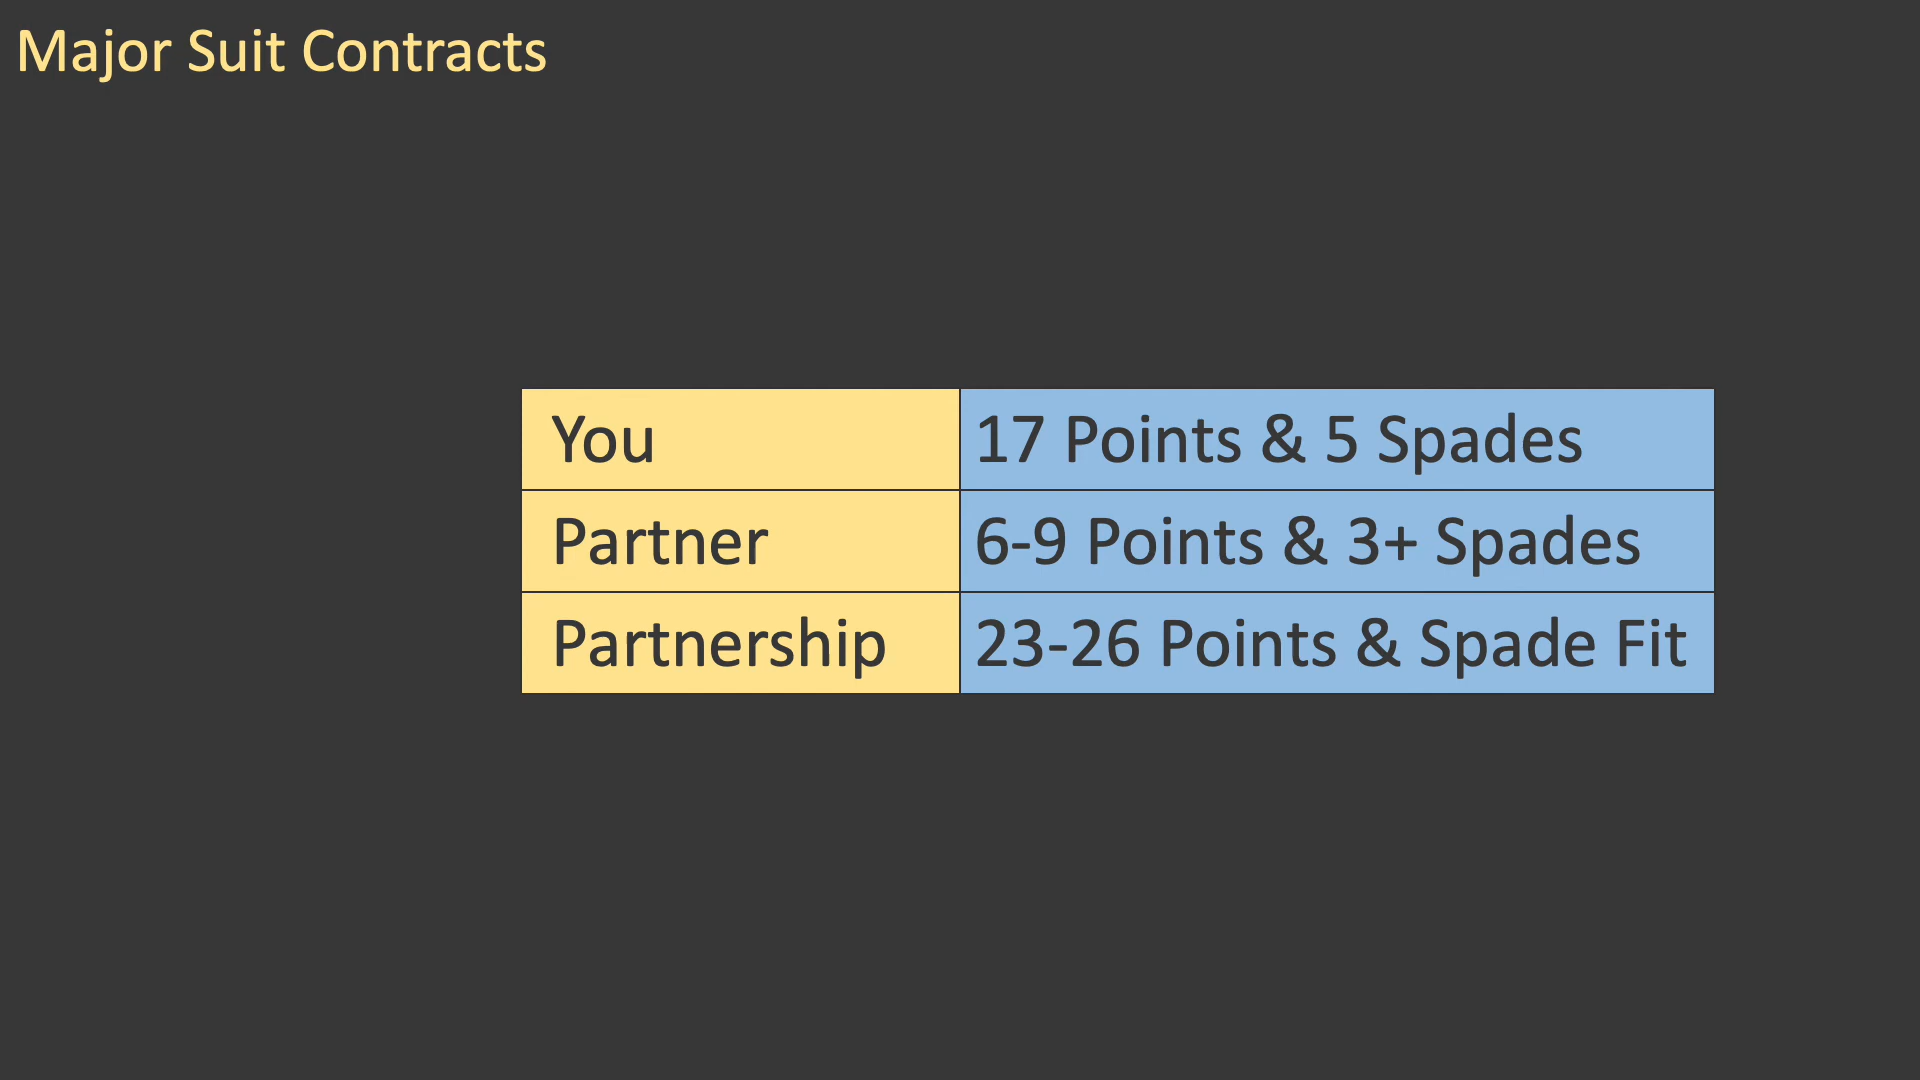 Major Suit Contracts
You 17 Points & 5 Spades
Partner 6-9 Points & 3+ Spades
Partnership 23-26 Points & Spade Fit